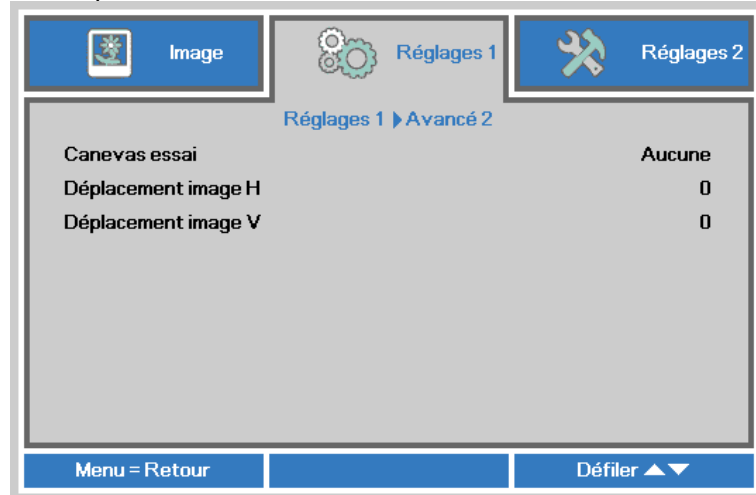 Image
Réglages 1
Réglages 2
Réglages 1 ▶ Avancé 2
Canevas essai Aucune
Déplacement image H 0
Déplacement image V 0
Menu = Retour
Défiler ▲▼